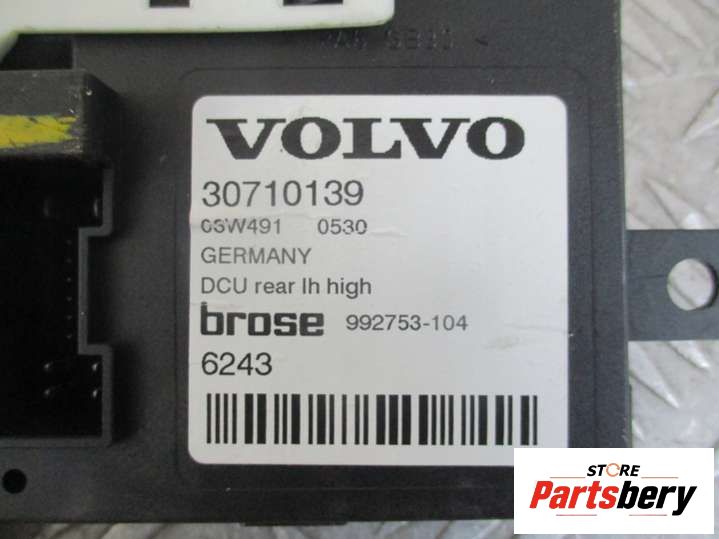 VOLVO
30710139
03W491 0530
GERMANY
DCU rear lh high
brose 992753-104
6243
STORE
Partsbery